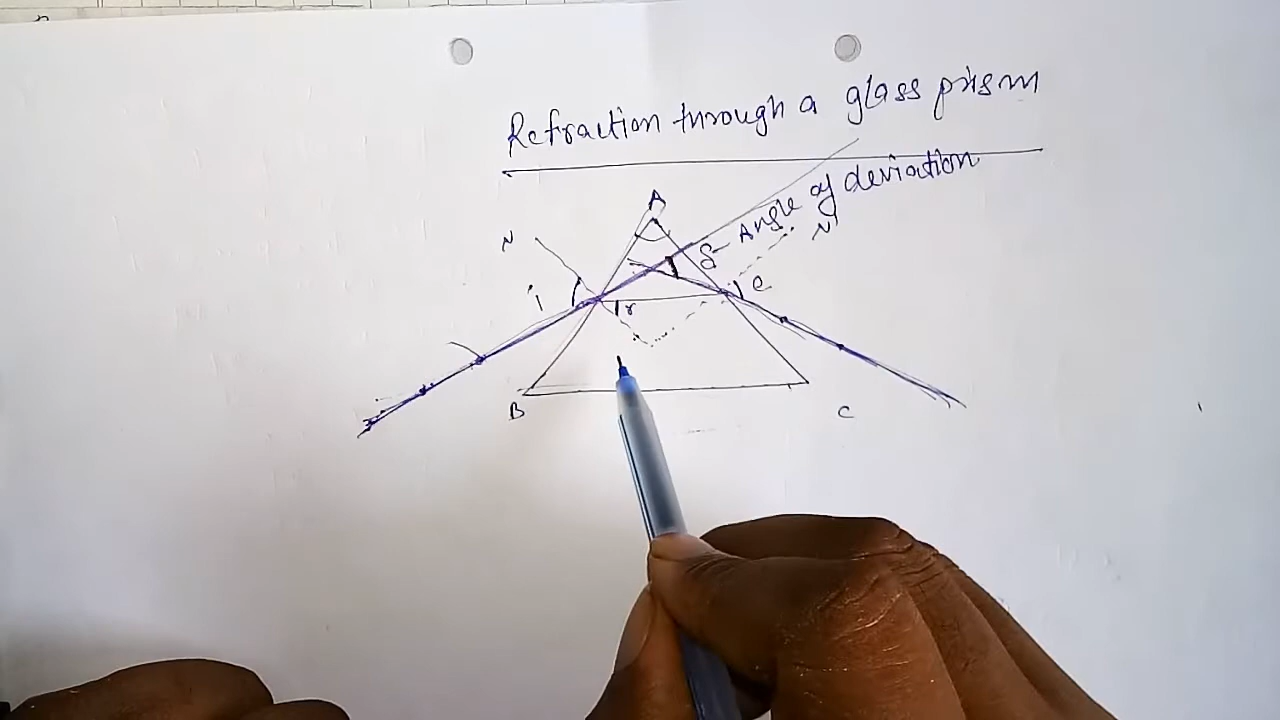 Refraction through a glass prism
A
N
δ- Angle of deviation
N'
i
r
e
B
C